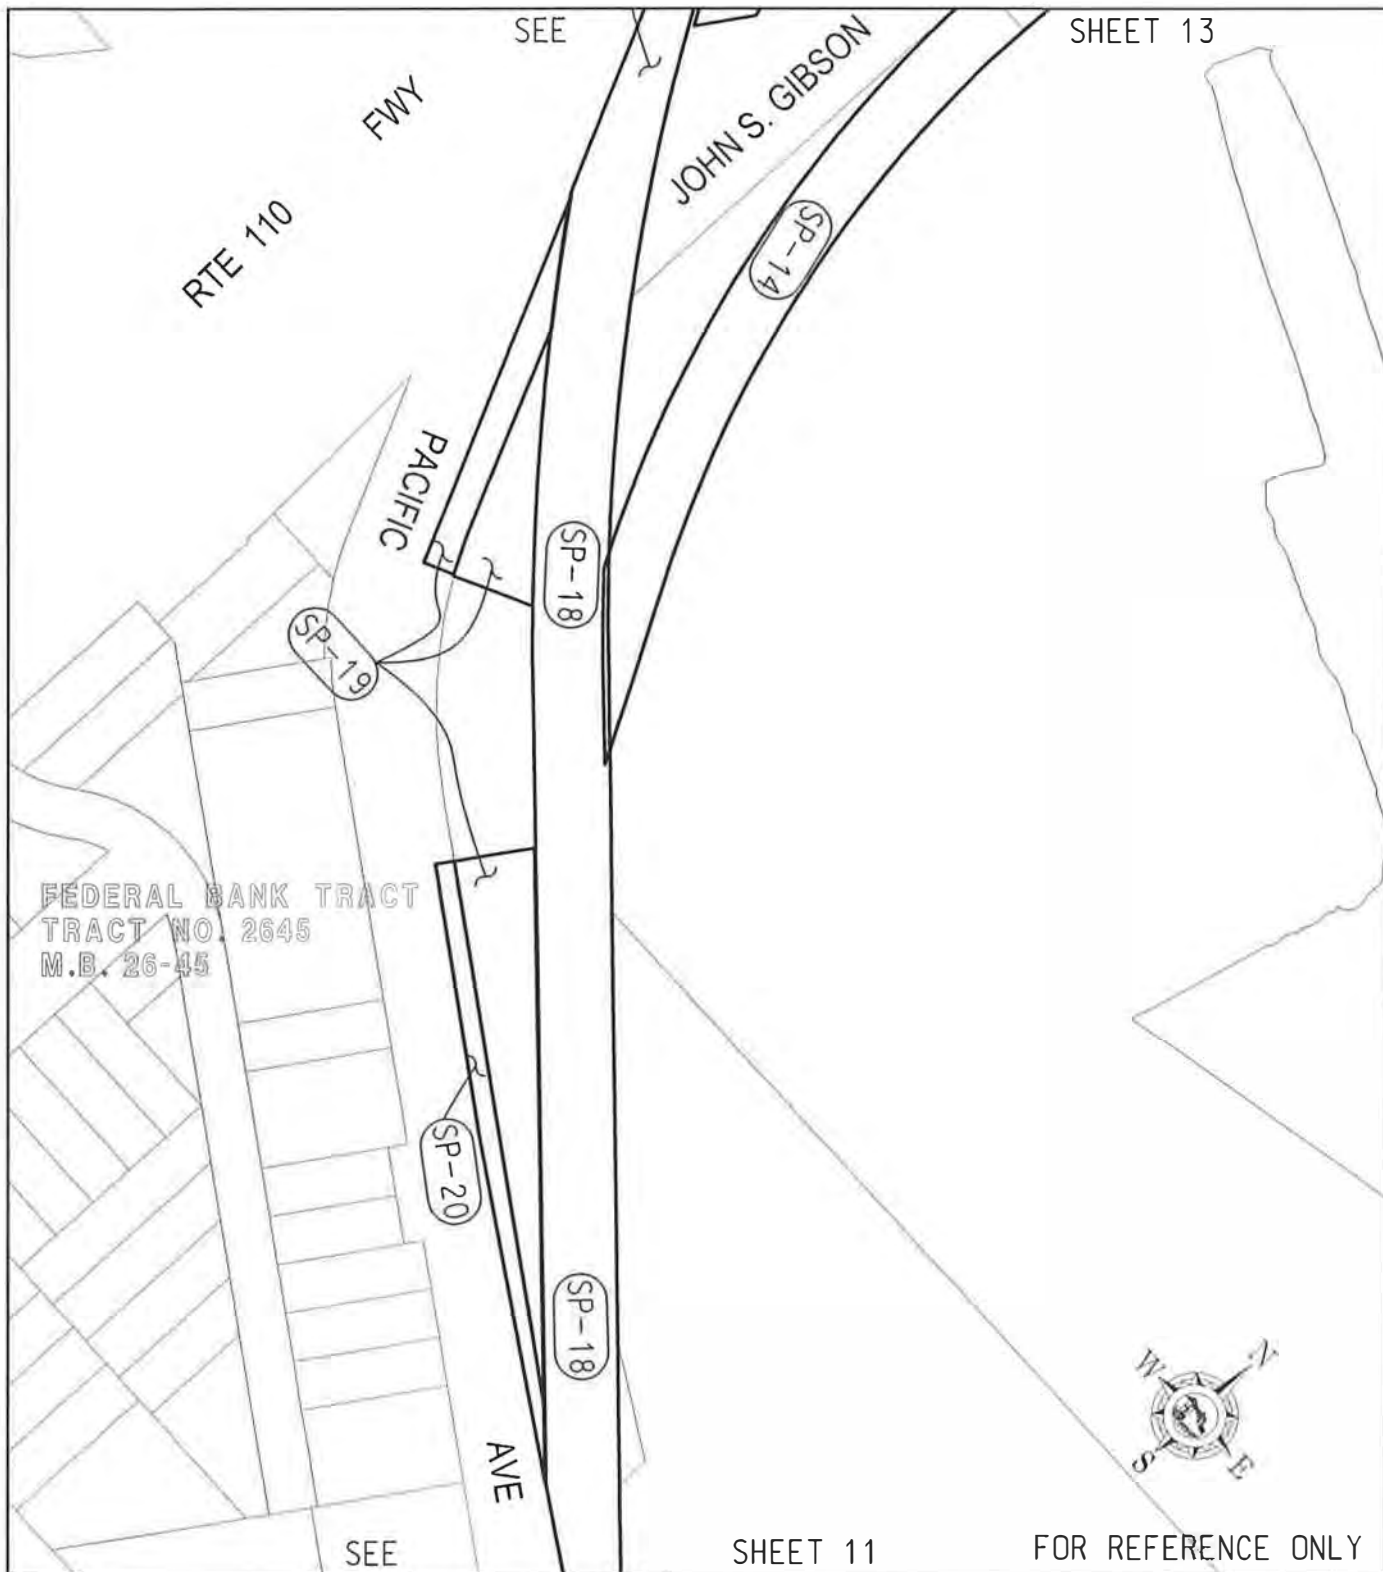 SEE
SHEET 13
FWY
JOHN S. GIBSON
RTE 110
SP-14
PACIFIC
SP-18
SP-19
FEDERAL BANK TRACT
TRACT NO. 2645
M.B. 26-45
SP-20
SP-18
W
N
S
E
AVE
SEE
SHEET 11
FOR REFERENCE ONLY